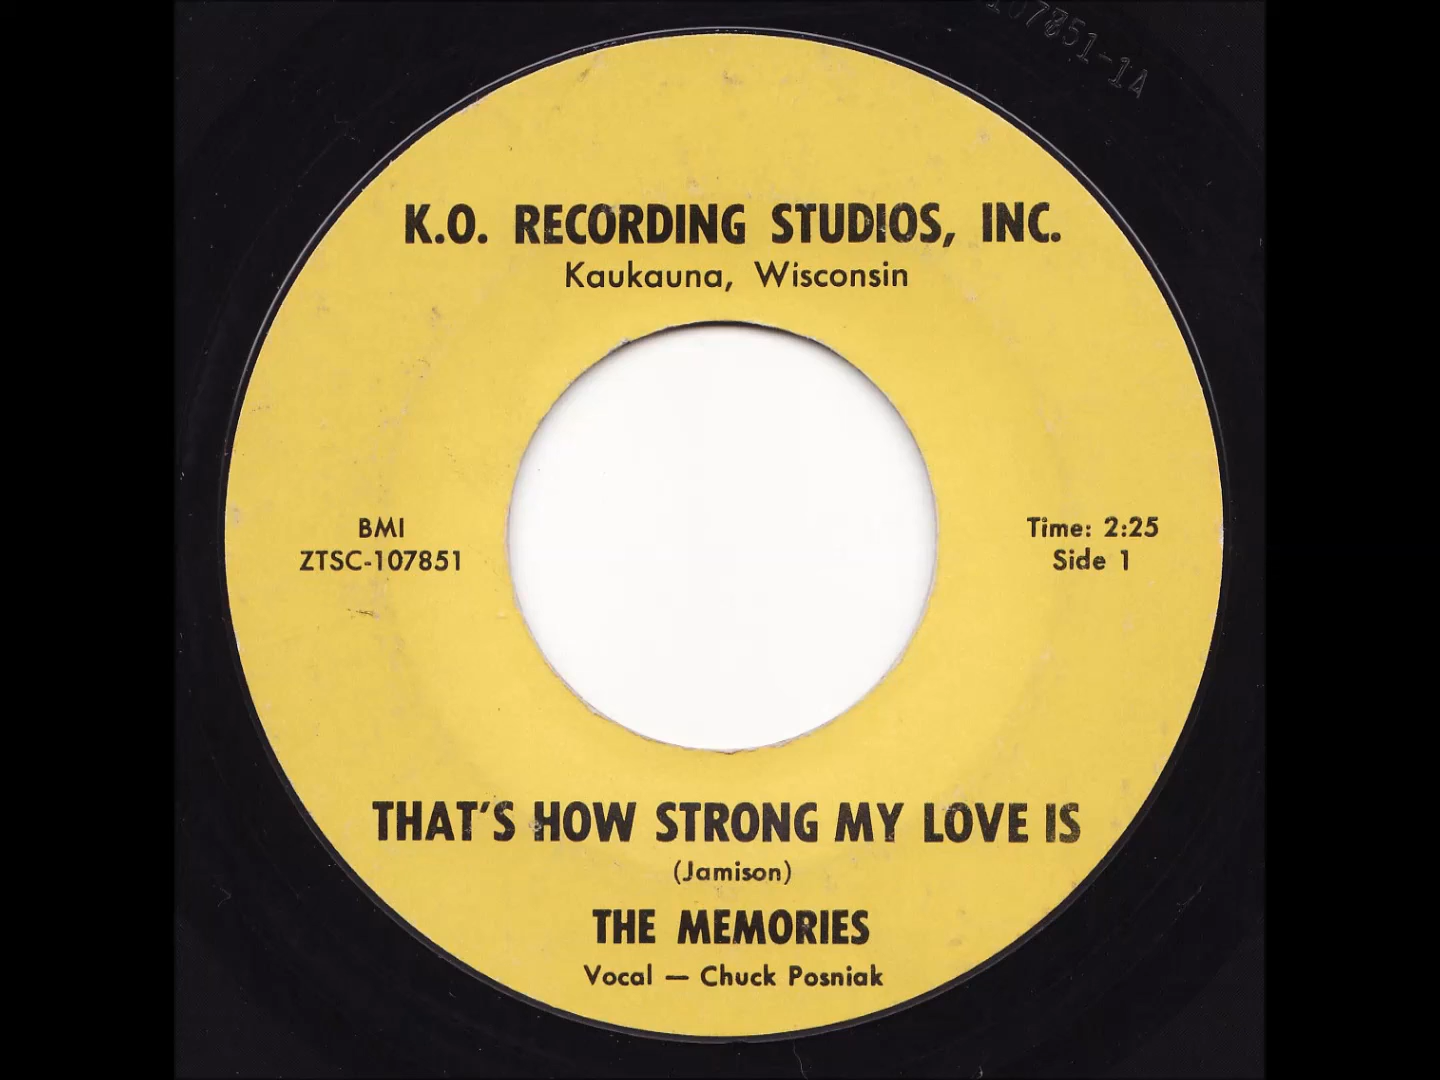 107851-1A
K.O. RECORDING STUDIOS, INC.
Kaukauna, Wisconsin
BMI
ZTSC-107851
Time: 2:25
Side 1
THAT'S HOW STRONG MY LOVE IS
(Jamison)
THE MEMORIES
Vocal — Chuck Posniak